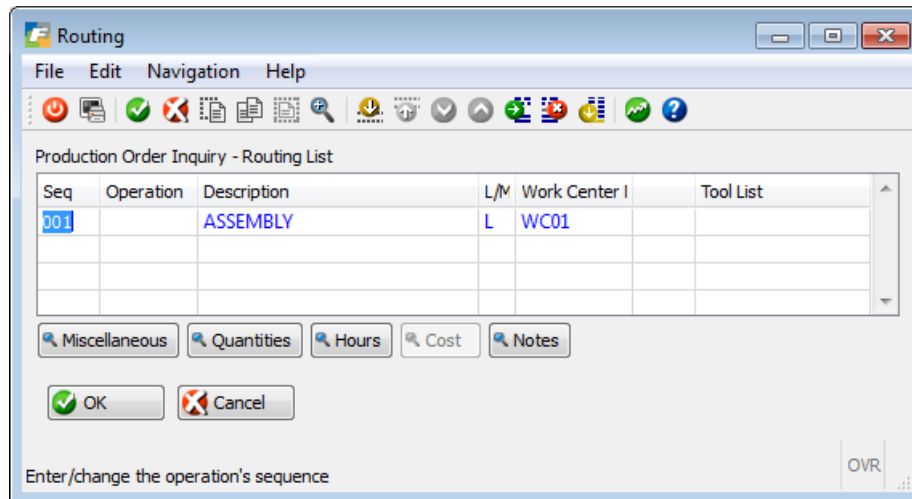 Routing
File Edit Navigation Help
Production Order Inquiry - Routing List
Seq Operation Description L/M Work Center I Tool List
001 ASSEMBLY L WC01
Miscellaneous Quantities Hours Cost Notes
OK Cancel
Enter/change the operation's sequence
OVR